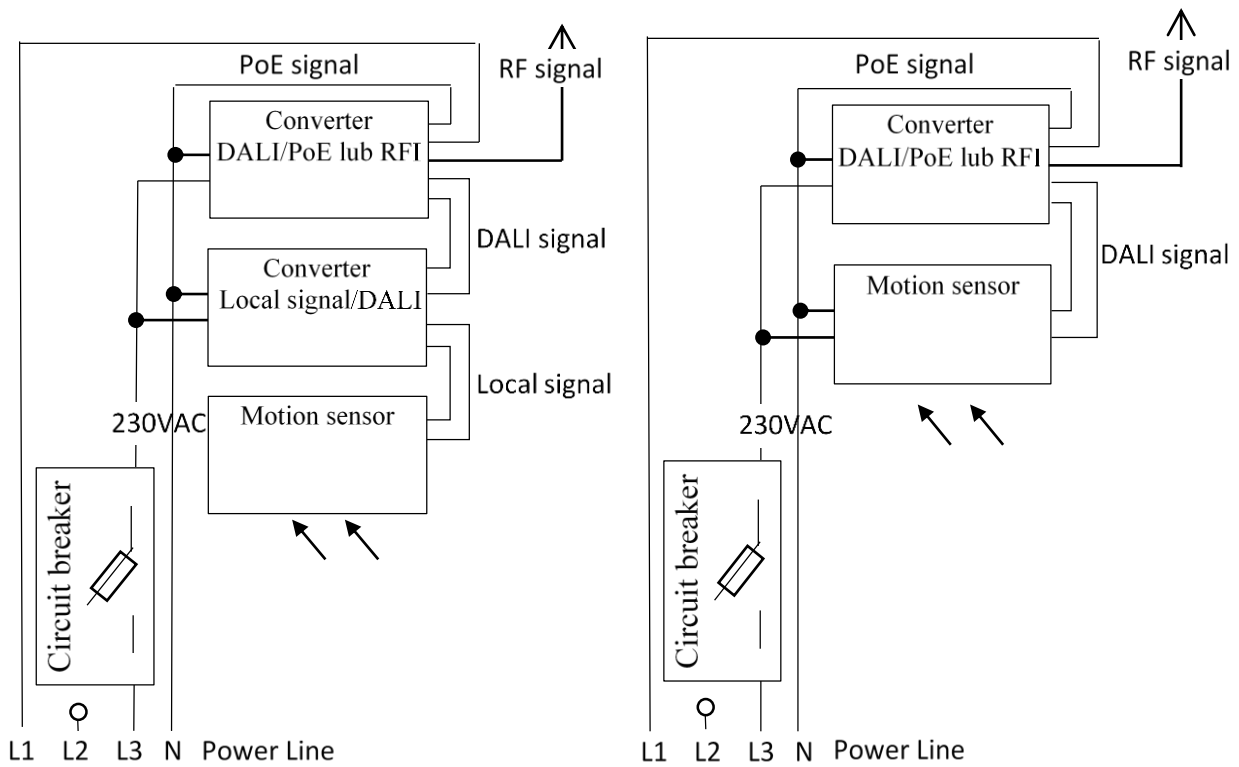 PoE signal
RF signal
Converter
DALI/PoE lub RFI
DALI signal
Converter
Local signal/DALI
Local signal
230VAC
Motion sensor
Circuit breaker
L1 L2 L3 N Power Line
PoE signal
RF signal
Converter
DALI/PoE lub RFI
DALI signal
Motion sensor
230VAC
Circuit breaker
L1 L2 L3 N Power Line